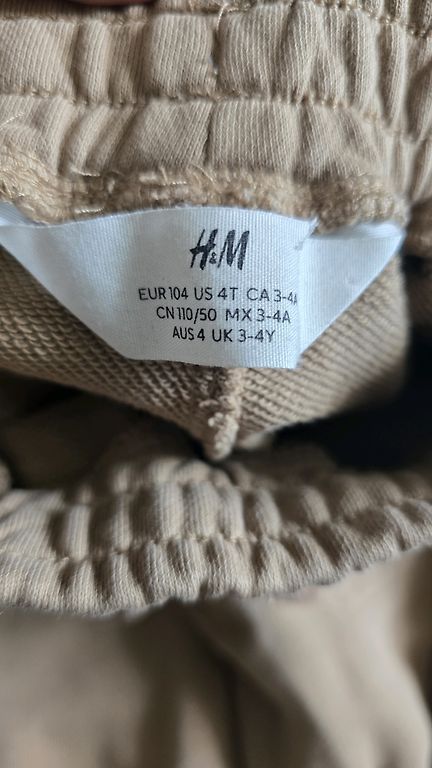 H&M
EUR 104 US 4T CA 3-4A
CN 110/50 MX 3-4A
AUS 4 UK 3-4Y